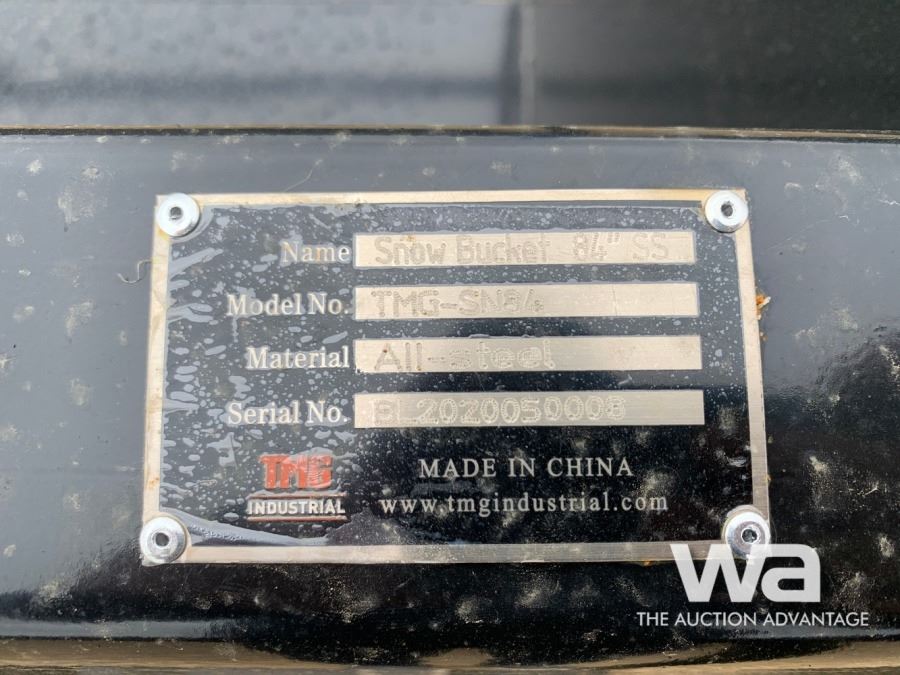 Name Snow Bucket 84" SS
Model No. TMG-SN84
Material All-steel
Serial No. BL2020050008
TMG
INDUSTRIAL
MADE IN CHINA
www.tmgindustrial.com
wa
THE AUCTION ADVANTAGE